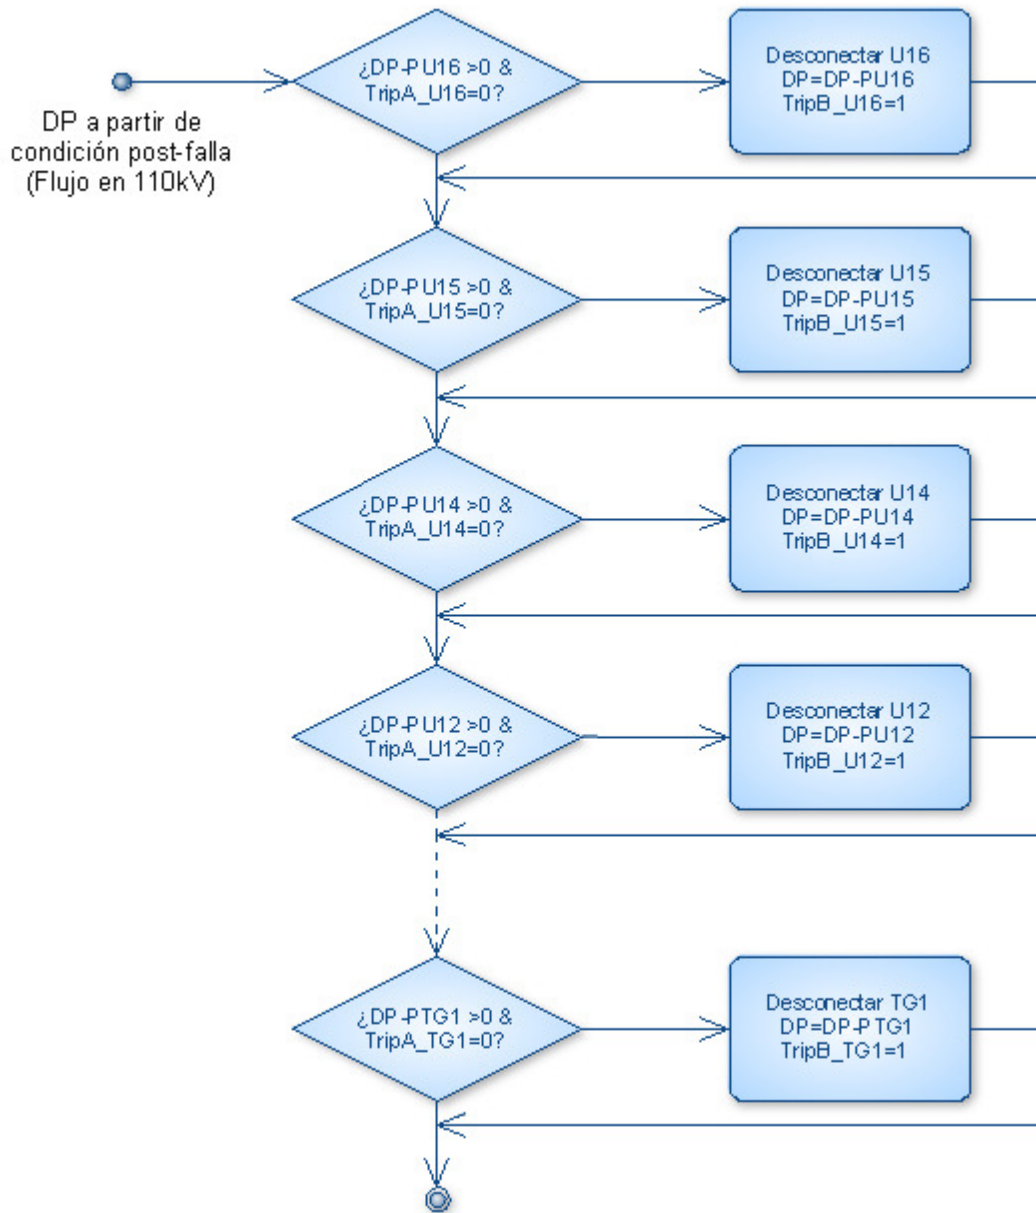 DP a partir de
condición post-falla
(Flujo en 110kV)
¿DP-PU16 >0 &
TripA_U16=0?
Desconectar U16
DP=DP-PU16
TripB_U16=1
¿DP-PU15 >0 &
TripA_U15=0?
Desconectar U15
DP=DP-PU15
TripB_U15=1
¿DP-PU14 >0 &
TripA_U14=0?
Desconectar U14
DP=DP-PU14
TripB_U14=1
¿DP-PU12 >0 &
TripA_U12=0?
Desconectar U12
DP=DP-PU12
TripB_U12=1
¿DP-PTG1 >0 &
TripA_TG1=0?
Desconectar TG1
DP=DP-PTG1
TripB_TG1=1